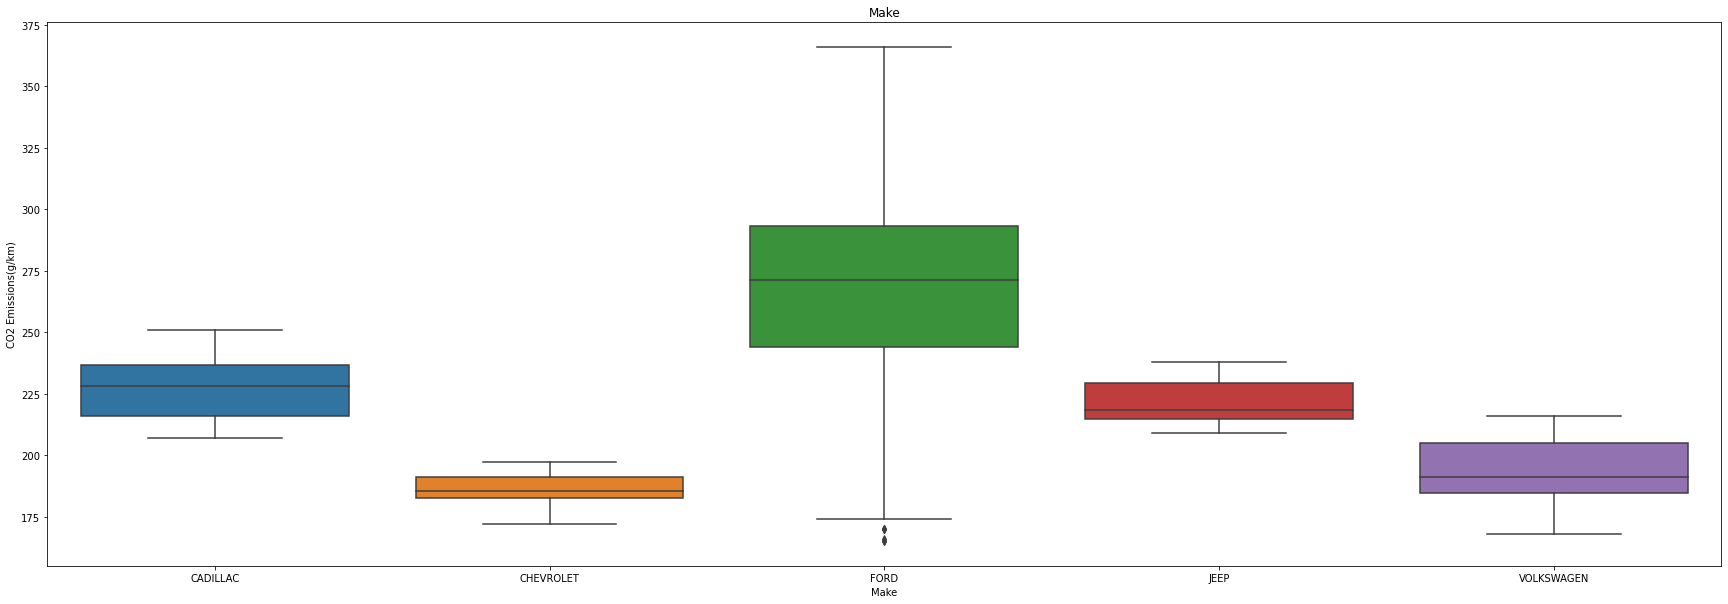 Make
375
350
325
300
275
250
225
200
175
CO2 Emissions(g/km)
CADILLAC CHEVROLET FORD JEEP VOLKSWAGEN
Make